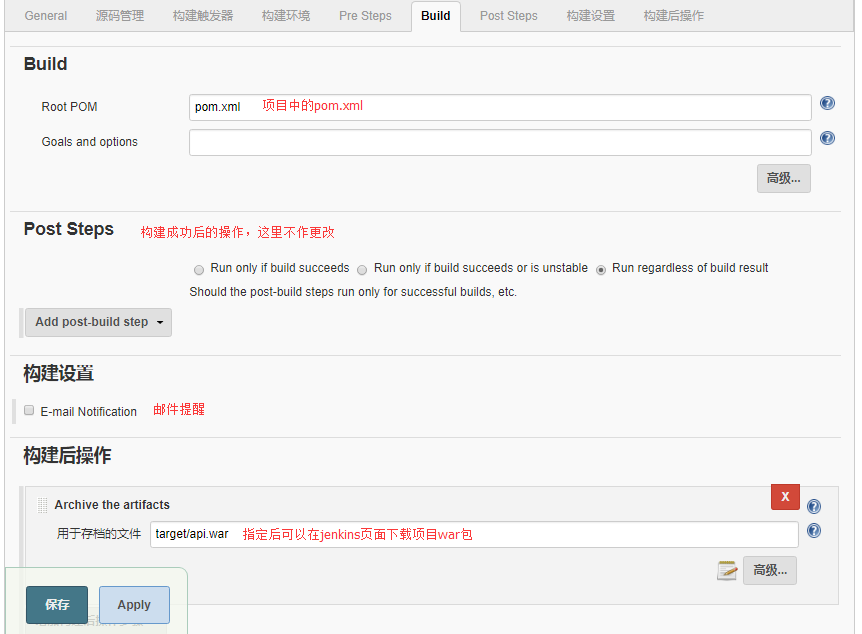 General 源码管理 构建触发器 构建环境 Pre Steps Build Post Steps 构建设置 构建后操作
Build
Root POM pom.xml 项目中的pom.xml
Goals and options
高级...
Post Steps 构建成功后的操作，这里不作更改
Run only if build succeeds Run only if build succeeds or is unstable Run regardless of build result
Should the post-build steps run only for successful builds, etc.
Add post-build step
构建设置
E-mail Notification 邮件提醒
构建后操作
X
Archive the artifacts
用于存档的文件 target/api.war 指定后可以在jenkins页面下载项目war包
高级...
保存 Apply